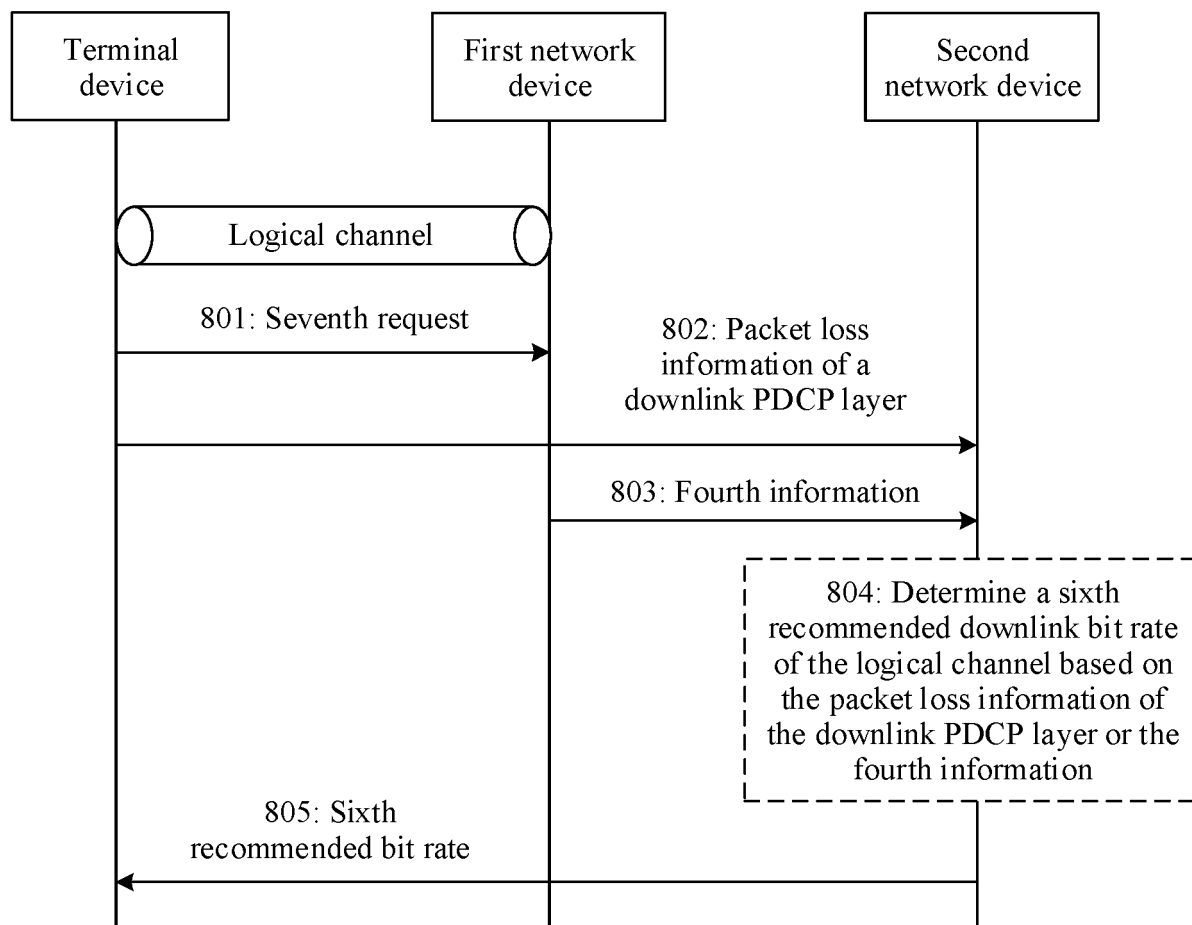 Terminal
device
First network
device
Second
network device
Logical channel
801: Seventh request
802: Packet loss
information of a
downlink PDCP layer
803: Fourth information
804: Determine a sixth
recommended downlink bit rate
of the logical channel based on
the packet loss information of
the downlink PDCP layer or the
fourth information
805: Sixth
recommended bit rate